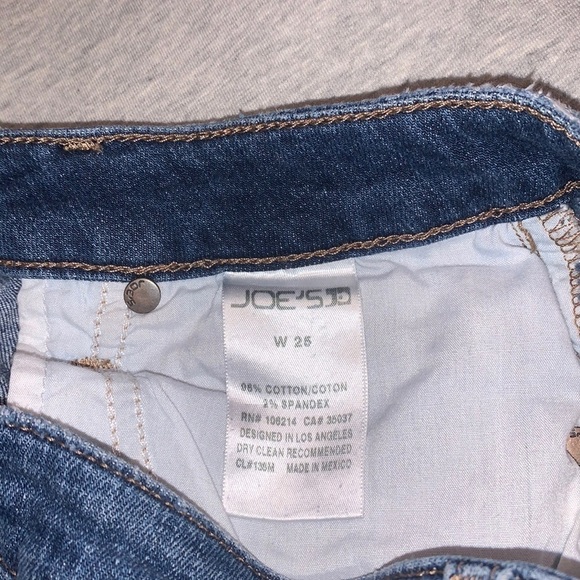 JOE'S
W 25
98% COTTON/COTON
2% SPANDEX
RN# 106214 CA# 35037
DESIGNED IN LOS ANGELES
DRY CLEAN RECOMMENDED
CL#135M MADE IN MEXICO